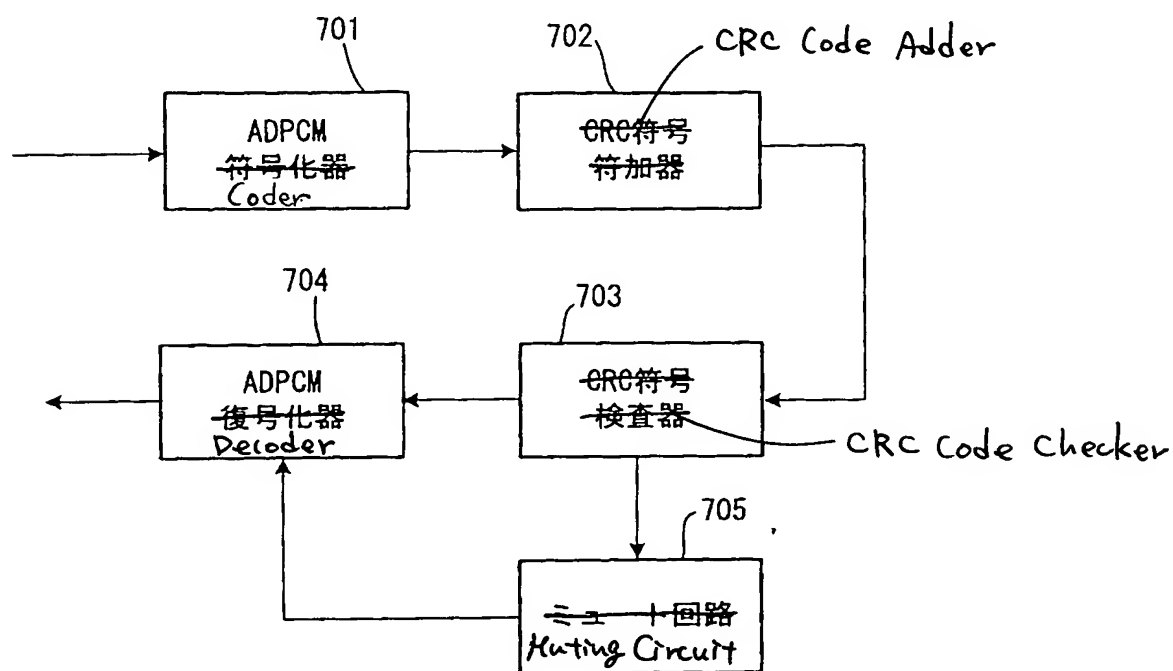 701
702
CRC Code Adder
ADPCM
符号化器
Coder
CRC符号
符加器
704
703
ADPCM
復号化器
Decoder
CRC符号
検査器
CRC Code Checker
705
ミュート回路
Muting Circuit